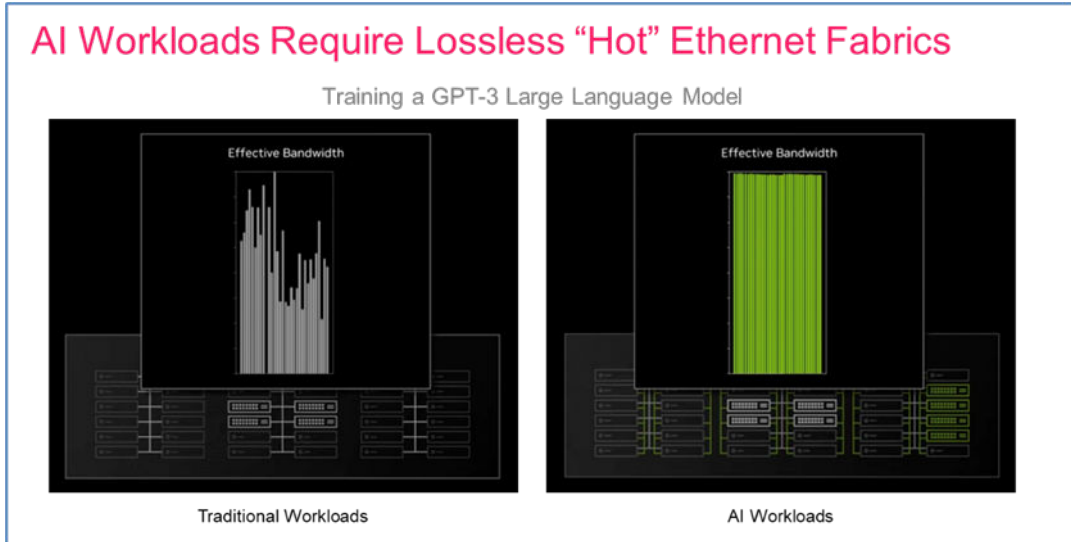 AI Workloads Require Lossless “Hot” Ethernet Fabrics
Training a GPT-3 Large Language Model
Effective Bandwidth
Effective Bandwidth
Traditional Workloads
AI Workloads